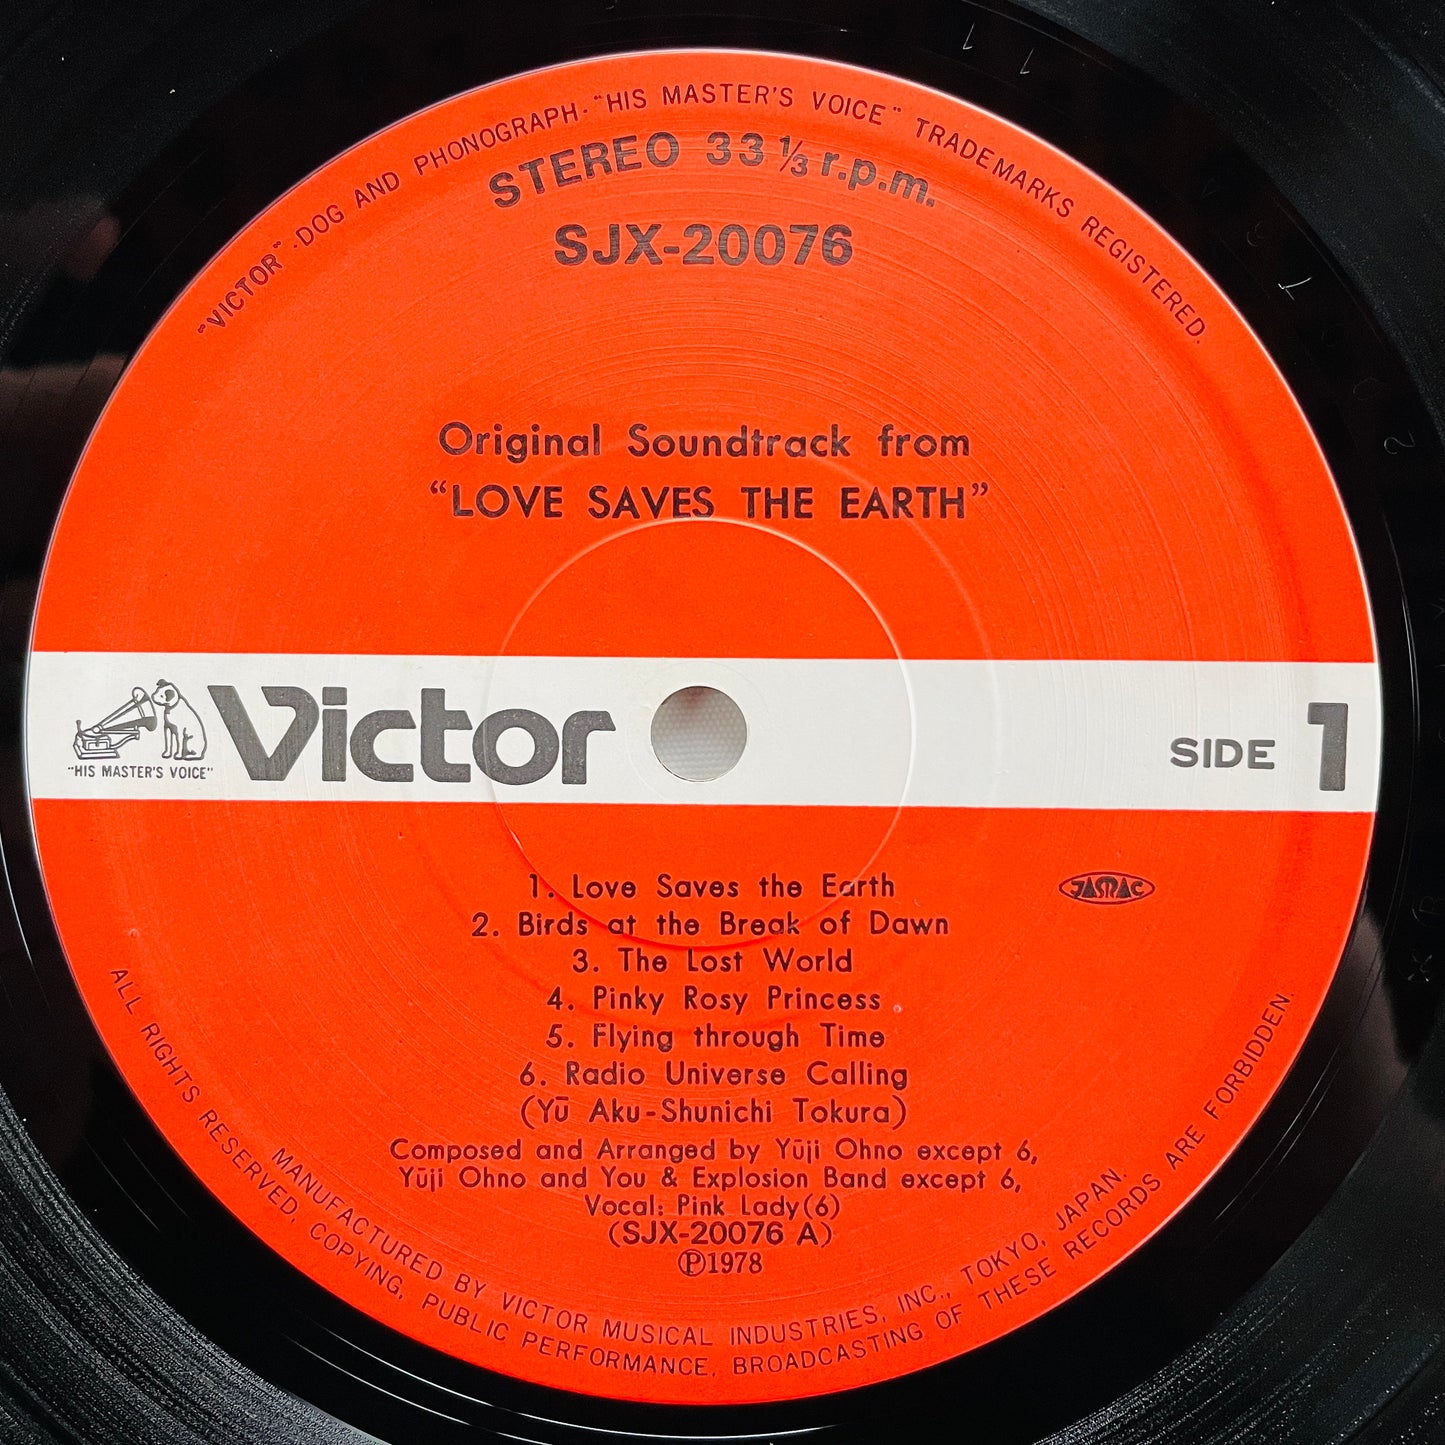 "VICTOR"-DOG AND PHONOGRAPH-"HIS MASTER'S VOICE" TRADEMARKS REGISTERED.
STEREO 33 1/3 r.p.m.
SJX-20076
Original Soundtrack from
“LOVE SAVES THE EARTH”
Victor
"HIS MASTER'S VOICE"
SIDE 1
1. Love Saves the Earth
JASRAC
2. Birds at the Break of Dawn
3. The Lost World
4. Pinky Rosy Princess
5. Flying through Time
6. Radio Universe Calling
(Yū Aku-Shunichi Tokura)
Composed and Arranged by Yūji Ohno except 6,
Yūji Ohno and You & Explosion Band except 6,
Vocal: Pink Lady(6)
(SJX-20076 A)
℗1978
MANUFACTURED BY VICTOR MUSICAL INDUSTRIES, INC., TOKYO, JAPAN.
ALL RIGHTS RESERVED. COPYING, PUBLIC PERFORMANCE, BROADCASTING OF THESE RECORDS ARE FORBIDDEN.